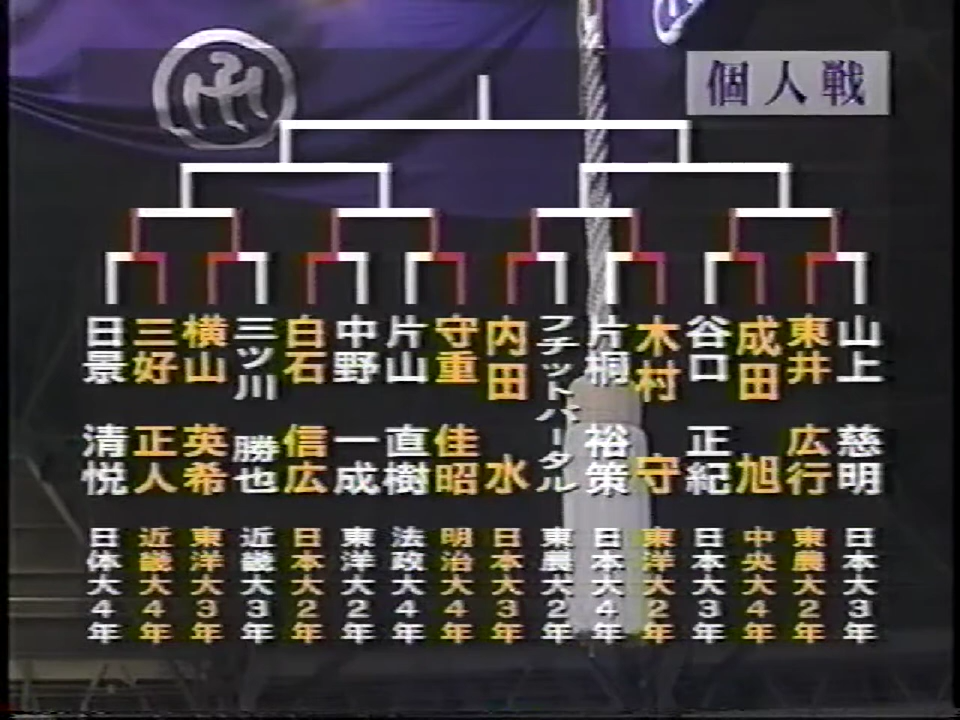 個人戦
日景 清悦 日体大4年
三好 正人 近畿大4年
横山 英希 東洋大3年
三ツ川 勝也 近畿大3年
白石 信広 日本大2年
中野 一成 東洋大2年
片山 直樹 法政大4年
守重 佳昭 明治大4年
内田 水 日本大3年
フチットバータル 東農大2年
片桐 裕策 日本大4年
木村 守 東洋大2年
谷口 正紀 日本大3年
成田 旭 中央大4年
東井 広行 東農大2年
山上 慈明 日本大3年